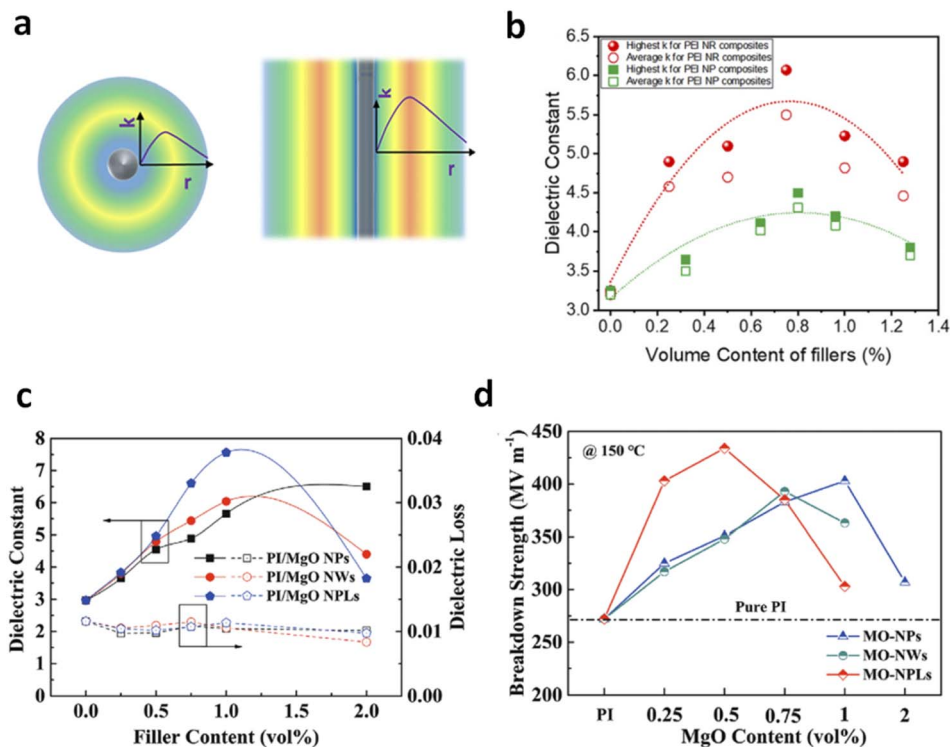 a
k
r
k
r
b
Highest k for PEI NR composites
Average k for PEI NR composites
Highest k for PEI NP composites
Average k for PEI NP composites
6.5
6.0
5.5
5.0
4.5
4.0
3.5
3.0
Dielectric Constant
0.0 0.2 0.4 0.6 0.8 1.0 1.2 1.4
Volume Content of fillers (%)
c
8
7
6
5
4
3
2
1
0
Dielectric Constant
PI/MgO NPs
PI/MgO NWs
PI/MgO NPLs
0.04
0.03
0.02
0.01
0.00
Dielectric Loss
0.0 0.5 1.0 1.5 2.0
Filler Content (vol%)
d
@ 150 °C
450
400
350
300
250
200
Breakdown Strength (MV m⁻¹)
Pure PI
MO-NPs
MO-NWs
MO-NPLs
PI 0.25 0.5 0.75 1 2
MgO Content (vol%)